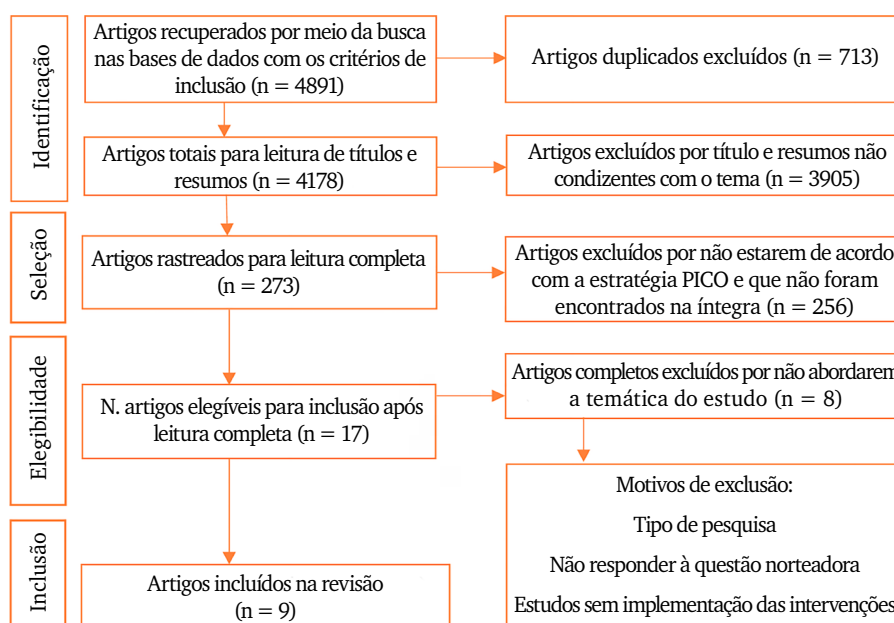 Identificação
Artigos recuperados por meio da busca
nas bases de dados com os critérios de
inclusão (n = 4891)
Artigos duplicados excluídos (n = 713)
Artigos totais para leitura de títulos e
resumos (n = 4178)
Artigos excluídos por título e resumos não
condizentes com o tema (n = 3905)
Seleção
Artigos rastreados para leitura completa
(n = 273)
Artigos excluídos por não estarem de acordo
com a estratégia PICO e que não foram
encontrados na íntegra (n = 256)
Elegibilidade
N. artigos elegíveis para inclusão após
leitura completa (n = 17)
Artigos completos excluídos por não abordarem
a temática do estudo (n = 8)
Motivos de exclusão:
Tipo de pesquisa
Não responder à questão norteadora
Estudos sem implementação das intervenções
Inclusão
Artigos incluídos na revisão
(n = 9)